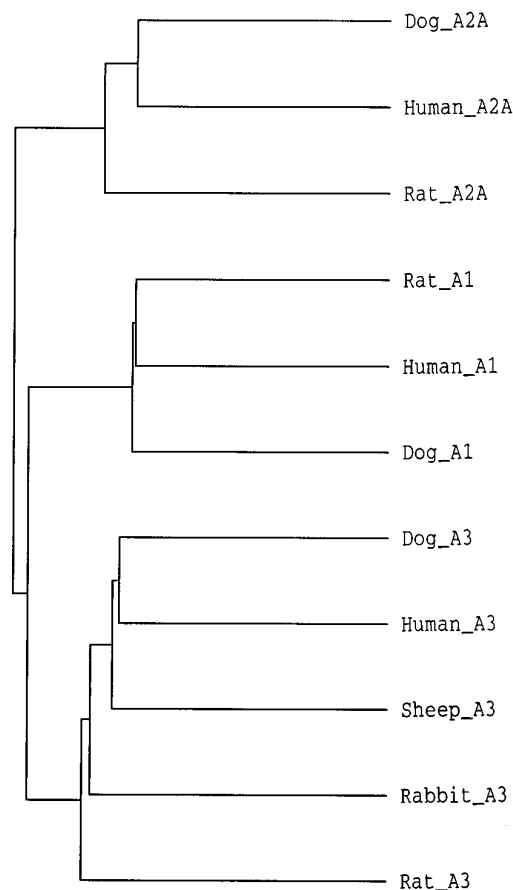 Dog_A2A
Human_A2A
Rat_A2A
Rat_A1
Human_A1
Dog_A1
Dog_A3
Human_A3
Sheep_A3
Rabbit_A3
Rat_A3